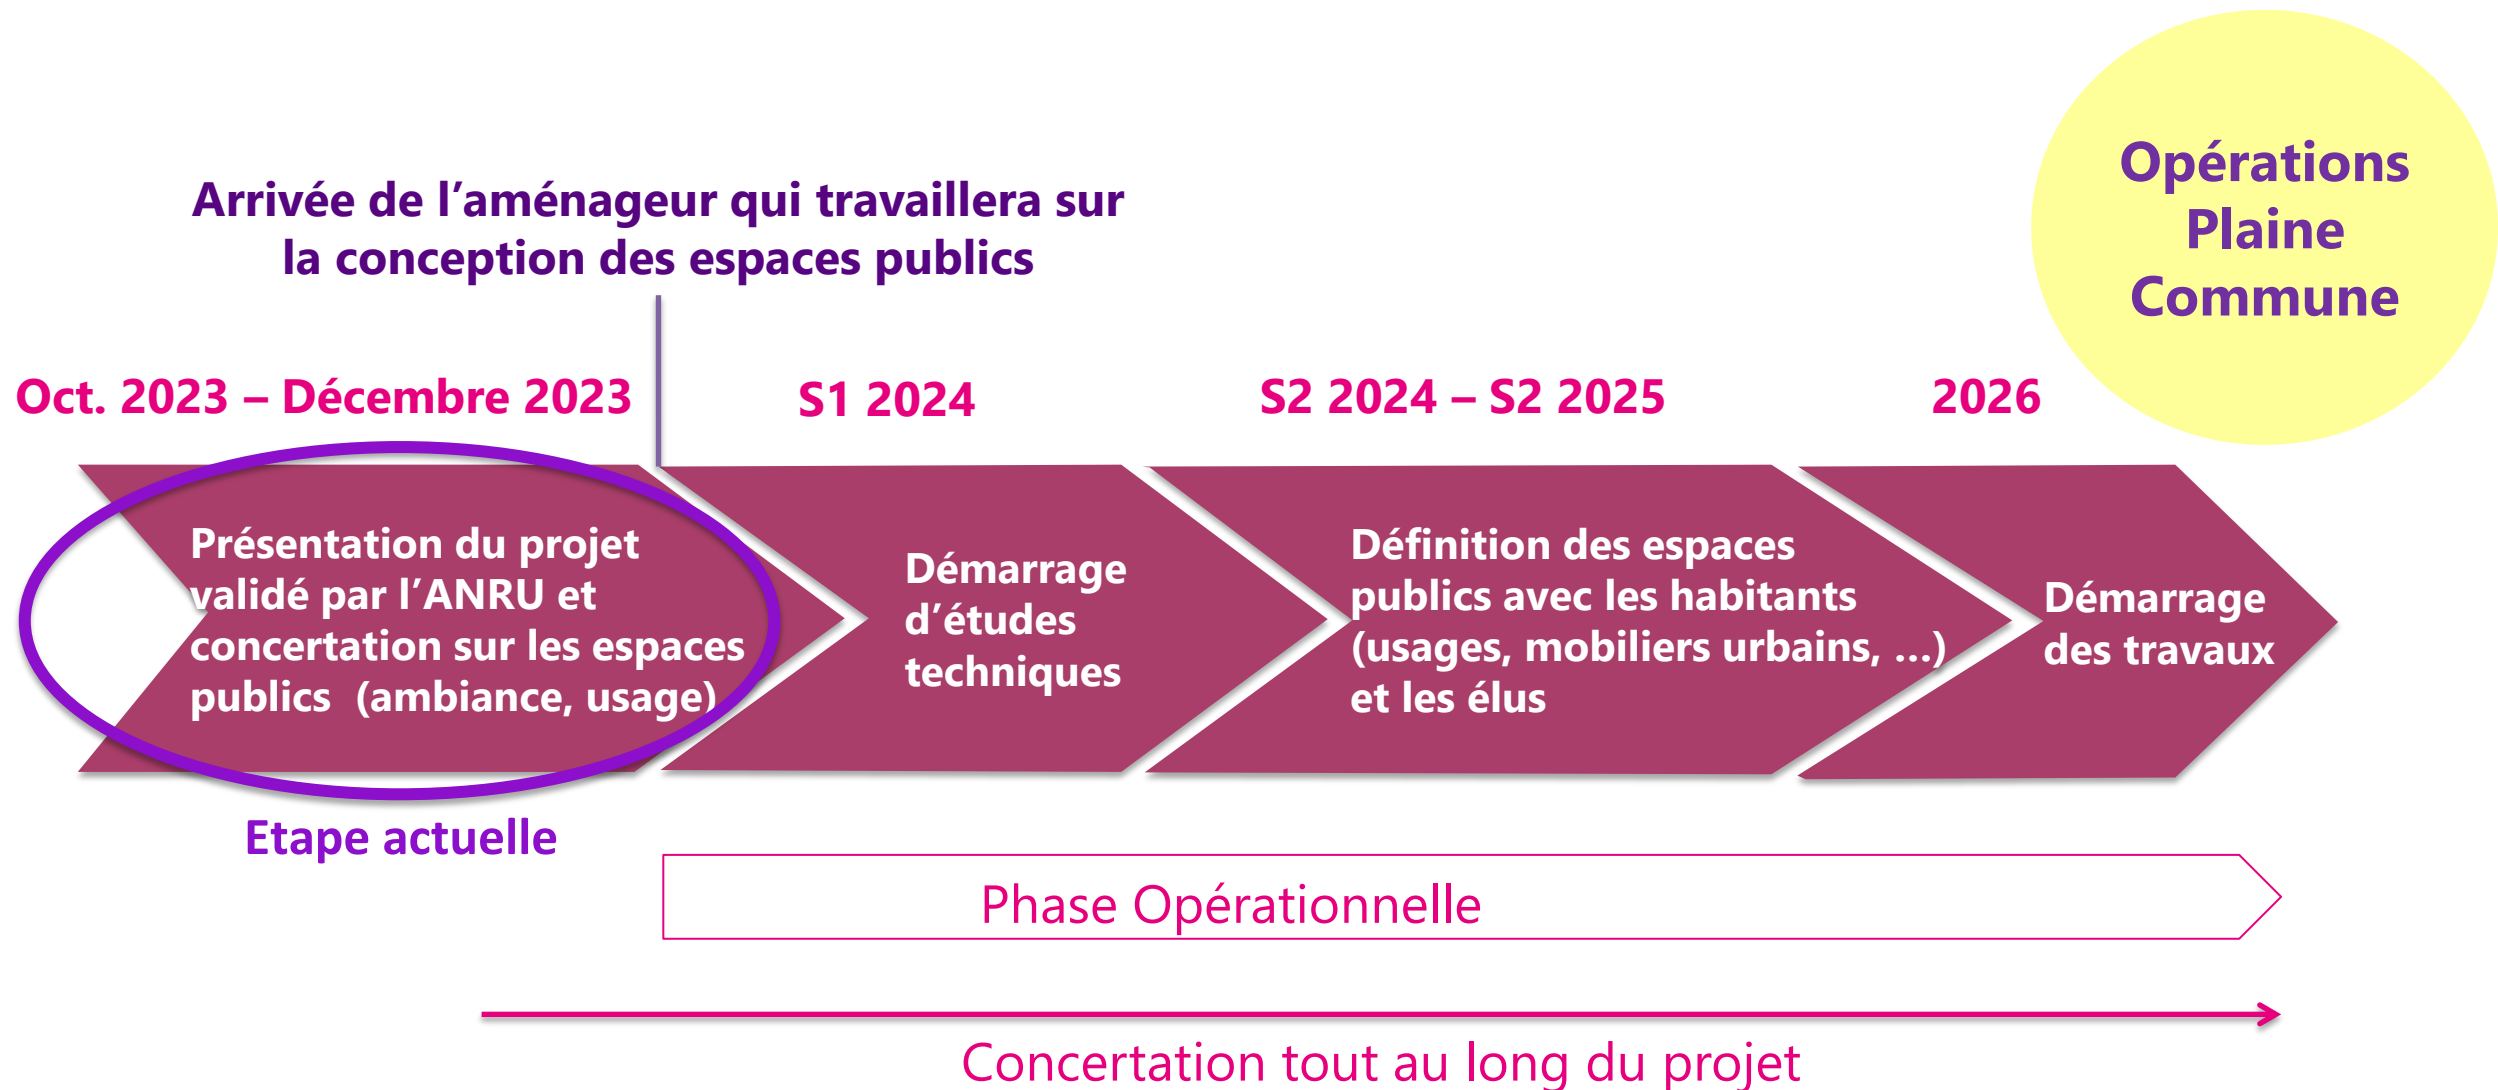 Opérations
Plaine
Commune
Arrivée de l’aménageur qui travaillera sur
la conception des espaces publics
Oct. 2023 – Décembre 2023
S1 2024
S2 2024 – S2 2025
2026
Présentation du projet
validé par l’ANRU et
concertation sur les espaces
publics  (ambiance, usage)
Démarrage
d’études
techniques
Définition des espaces
publics avec les habitants
(usages, mobiliers urbains, …)
et les élus
Démarrage
des travaux
Etape actuelle
Phase Opérationnelle
Concertation tout au long du projet